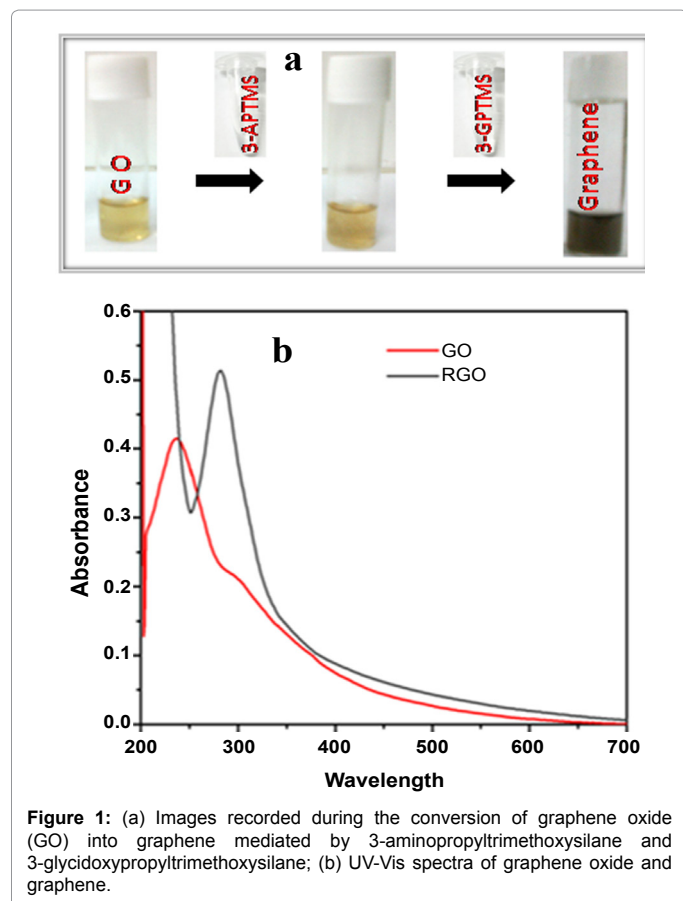 a
G O
3-APTMS
3-GPTMS
Graphene
b
GO
RGO
0.6
0.5
0.4
0.3
0.2
0.1
0.0
Absorbance
200 300 400 500 600 700
Wavelength
Figure 1: (a) Images recorded during the conversion of graphene oxide
(GO) into graphene mediated by 3-aminopropyltrimethoxysilane and
3-glycidoxypropyltrimethoxysilane; (b) UV-Vis spectra of graphene oxide and
graphene.